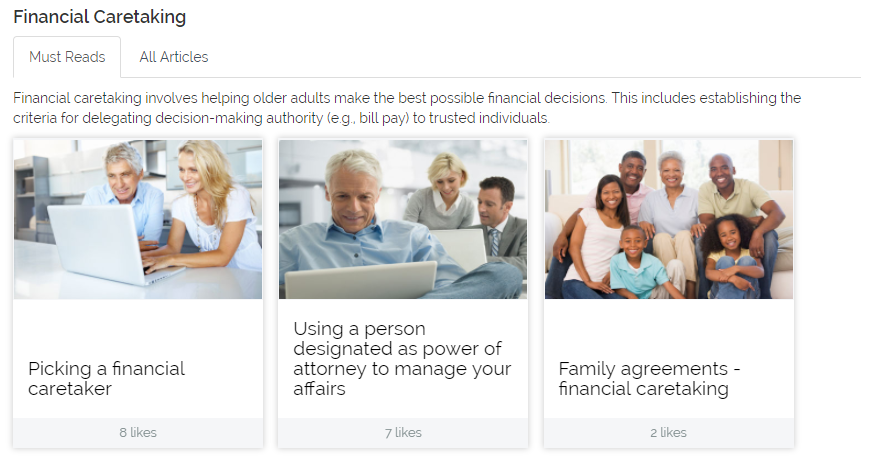 Financial Caretaking
Must Reads
All Articles
Financial caretaking involves helping older adults make the best possible financial decisions. This includes establishing the
criteria for delegating decision-making authority (e.g., bill pay) to trusted individuals.
Picking a financial
caretaker
8 likes
Using a person
designated as power of
attorney to manage your
affairs
7 likes
Family agreements -
financial caretaking
2 likes